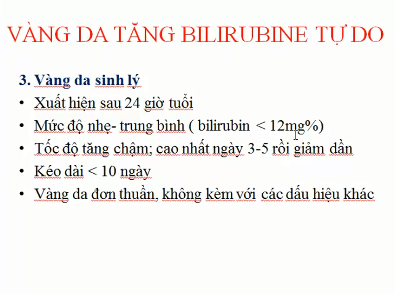 VÀNG DA TĂNG BILIRUBINE TỰ DO
3. Vàng da sinh lý
• Xuất hiện sau 24 giờ tuổi
• Mức độ nhẹ- trung bình ( bilirubin < 12mg%)
• Tốc độ tăng chậm; cao nhất ngày 3-5 rồi giảm dần
• Kéo dài < 10 ngày
• Vàng da đơn thuần, không kèm với các dấu hiệu khác